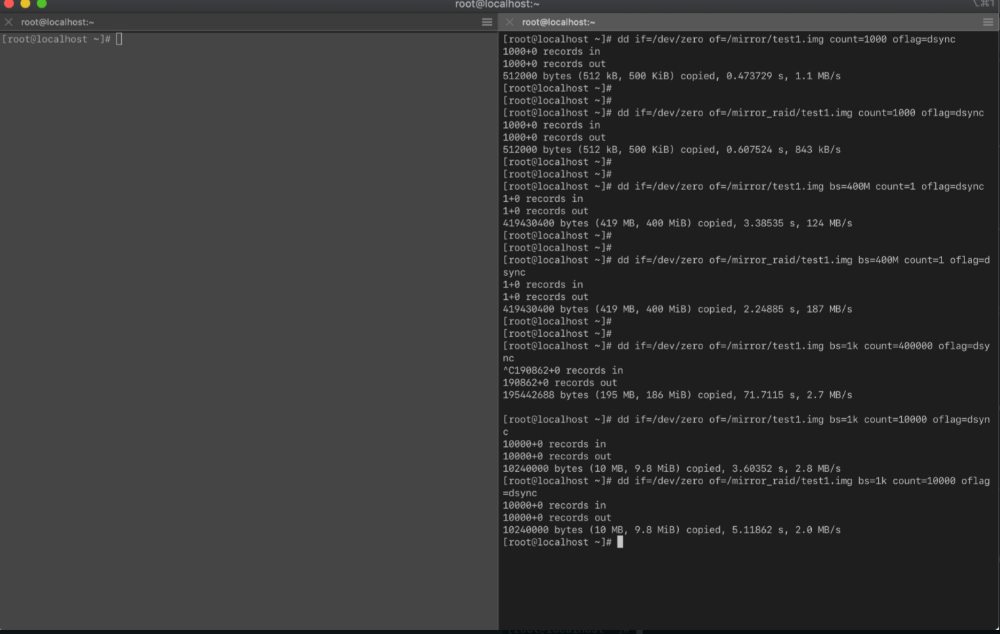 root@localhost:~
⌥⌘1
root@localhost:~
[root@localhost ~]#
root@localhost:~
[root@localhost ~]# dd if=/dev/zero of=/mirror/test1.img count=1000 oflag=dsync
1000+0 records in
1000+0 records out
512000 bytes (512 kB, 500 KiB) copied, 0.473729 s, 1.1 MB/s
[root@localhost ~]#
[root@localhost ~]#
[root@localhost ~]# dd if=/dev/zero of=/mirror_raid/test1.img count=1000 oflag=dsync
1000+0 records in
1000+0 records out
512000 bytes (512 kB, 500 KiB) copied, 0.607524 s, 843 kB/s
[root@localhost ~]#
[root@localhost ~]#
[root@localhost ~]# dd if=/dev/zero of=/mirror/test1.img bs=400M count=1 oflag=dsync
1+0 records in
1+0 records out
419430400 bytes (419 MB, 400 MiB) copied, 3.38535 s, 124 MB/s
[root@localhost ~]#
[root@localhost ~]#
[root@localhost ~]# dd if=/dev/zero of=/mirror_raid/test1.img bs=400M count=1 oflag=d
sync
1+0 records in
1+0 records out
419430400 bytes (419 MB, 400 MiB) copied, 2.24885 s, 187 MB/s
[root@localhost ~]#
[root@localhost ~]#
[root@localhost ~]# dd if=/dev/zero of=/mirror/test1.img bs=1k count=400000 oflag=dsy
nc
^C190862+0 records in
190862+0 records out
195442688 bytes (195 MB, 186 MiB) copied, 71.7115 s, 2.7 MB/s
[root@localhost ~]# dd if=/dev/zero of=/mirror/test1.img bs=1k count=10000 oflag=dsyn
c
10000+0 records in
10000+0 records out
10240000 bytes (10 MB, 9.8 MiB) copied, 3.60352 s, 2.8 MB/s
[root@localhost ~]# dd if=/dev/zero of=/mirror_raid/test1.img bs=1k count=10000 oflag
=dsync
10000+0 records in
10000+0 records out
10240000 bytes (10 MB, 9.8 MiB) copied, 5.11862 s, 2.0 MB/s
[root@localhost ~]#